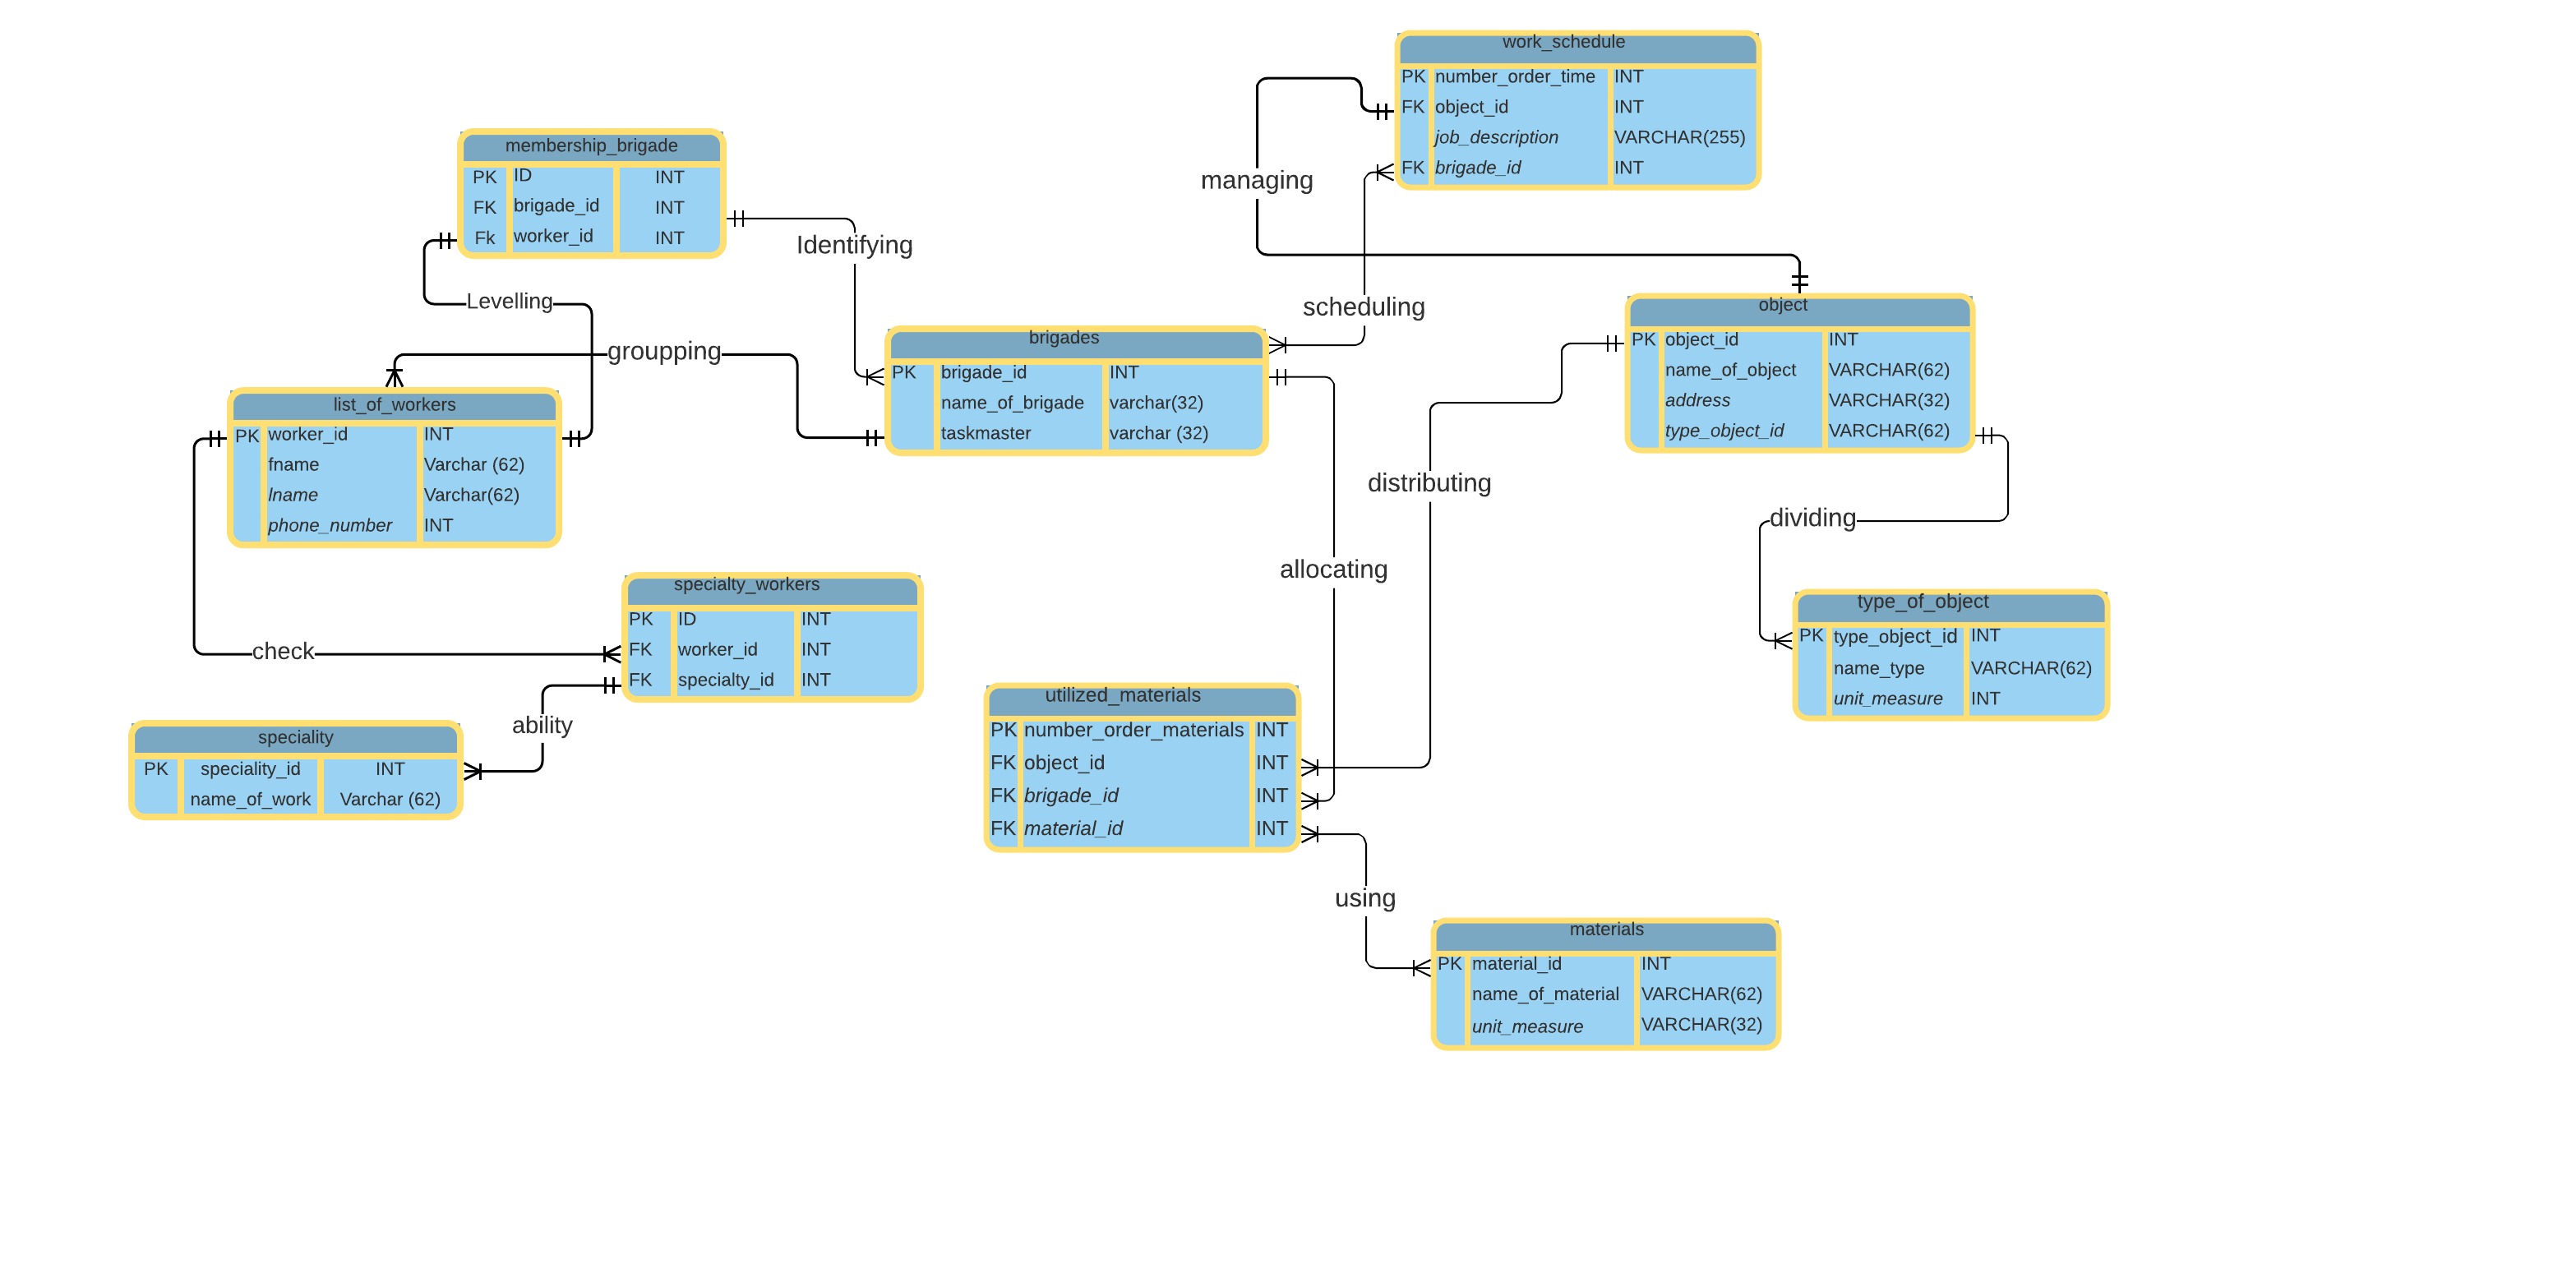 work_schedule
PK number_order_time INT
FK object_id INT
job_description VARCHAR(255)
FK brigade_id INT
membership_brigade
PK ID INT
FK brigade_id INT
Fk worker_id INT
managing
Identifying
Levelling
scheduling
groupping
object
PK object_id INT
name_of_object VARCHAR(62)
address VARCHAR(32)
type_object_id VARCHAR(62)
brigades
PK brigade_id INT
name_of_brigade varchar(32)
taskmaster varchar (32)
list_of_workers
PK worker_id INT
fname Varchar (62)
lname Varchar(62)
phone_number INT
distributing
dividing
allocating
specialty_workers
PK ID INT
FK worker_id INT
FK specialty_id INT
type_of_object
PK type_object_id INT
name_type VARCHAR(62)
unit_measure INT
check
ability
utilized_materials
PK number_order_materials INT
FK object_id INT
FK brigade_id INT
FK material_id INT
speciality
PK speciality_id INT
name_of_work Varchar (62)
using
materials
PK material_id INT
name_of_material VARCHAR(62)
unit_measure VARCHAR(32)